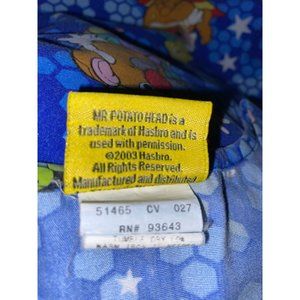 MR. POTATO HEAD is a
trademark of Hasbro and is
used with permission.
©2003 Hasbro.
All Rights Reserved.
Manufactured and distributed
51465 CV 027
RN# 93643
TUMBLE DRY LOW